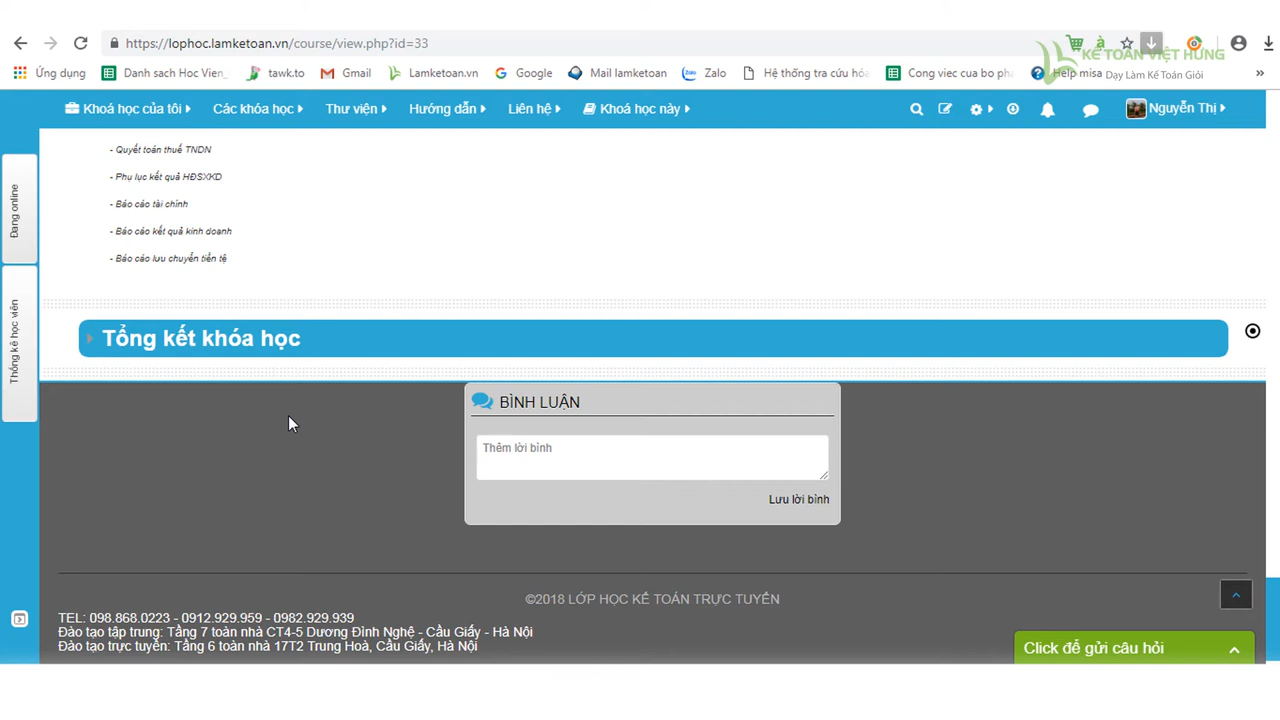 https://lophoc.lamketoan.vn/course/view.php?id=33
KẾ TOÁN VIỆT HƯNG
Dạy Làm Kế Toán Giỏi
Ứng dụng Danh sach Hoc Vien_ tawk.to Gmail Lamketoan.vn Google Mail lamketoan Zalo Hệ thống tra cứu hóa Cong viec cua bo pha Help misa »
Khoá học của tôi Các khóa học Thư viện Hướng dẫn Liên hệ Khoá học này Nguyễn Thị
- Quyết toán thuế TNDN
- Phụ lục kết quả HĐSXKD
- Báo cáo tài chính
- Báo cáo kết quả kinh doanh
- Báo cáo lưu chuyển tiền tệ
Đang online
Thống kê học viên
Tổng kết khóa học
BÌNH LUẬN
Thêm lời bình
Lưu lời bình
©2018 LỚP HỌC KẾ TOÁN TRỰC TUYẾN
TEL: 098.868.0223 - 0912.929.959 - 0982.929.939
Đào tạo tập trung: Tầng 7 toàn nhà CT4-5 Dương Đình Nghệ - Cầu Giấy - Hà Nội
Đào tạo trực tuyến: Tầng 6 toàn nhà 17T2 Trung Hoà, Cầu Giấy, Hà Nội
Click để gửi câu hỏi